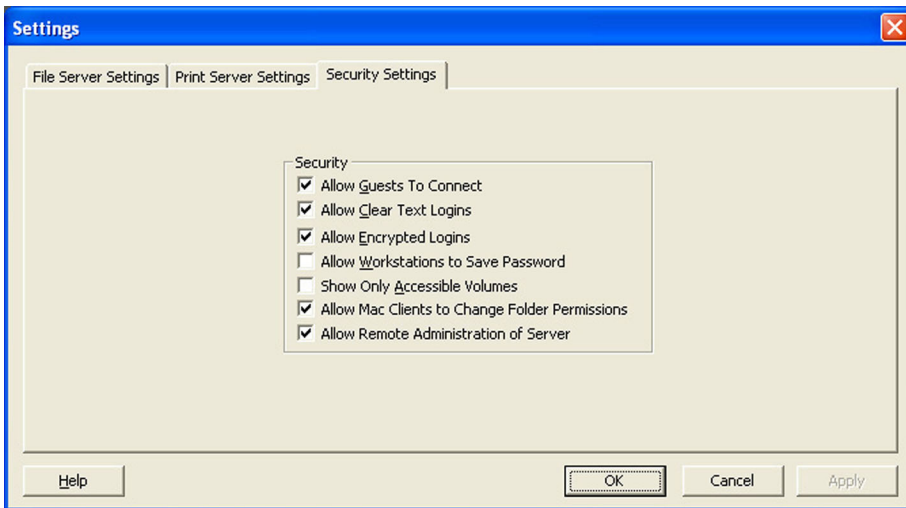 Settings
File Server Settings Print Server Settings Security Settings
Security
Allow Guests To Connect
Allow Clear Text Logins
Allow Encrypted Logins
Allow Workstations to Save Password
Show Only Accessible Volumes
Allow Mac Clients to Change Folder Permissions
Allow Remote Administration of Server
Help OK Cancel Apply